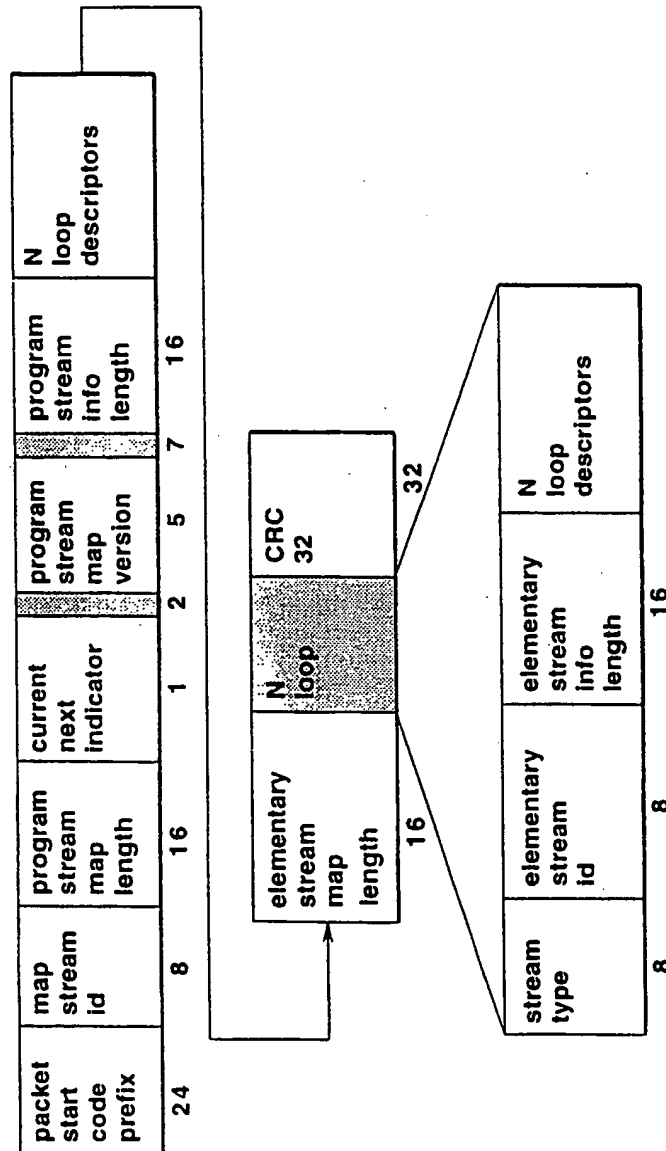 packet
start
code
prefix
24
map
stream
id
8
program
stream
map
length
16
current
next
indicator
1
2
program
stream
map
version
5
7
program
stream
info
length
16
N
loop
descriptors
elementary
stream
map
length
16
N
loop
CRC
32
32
stream
type
8
elementary
stream
id
8
elementary
stream
info
length
16
N
loop
descriptors